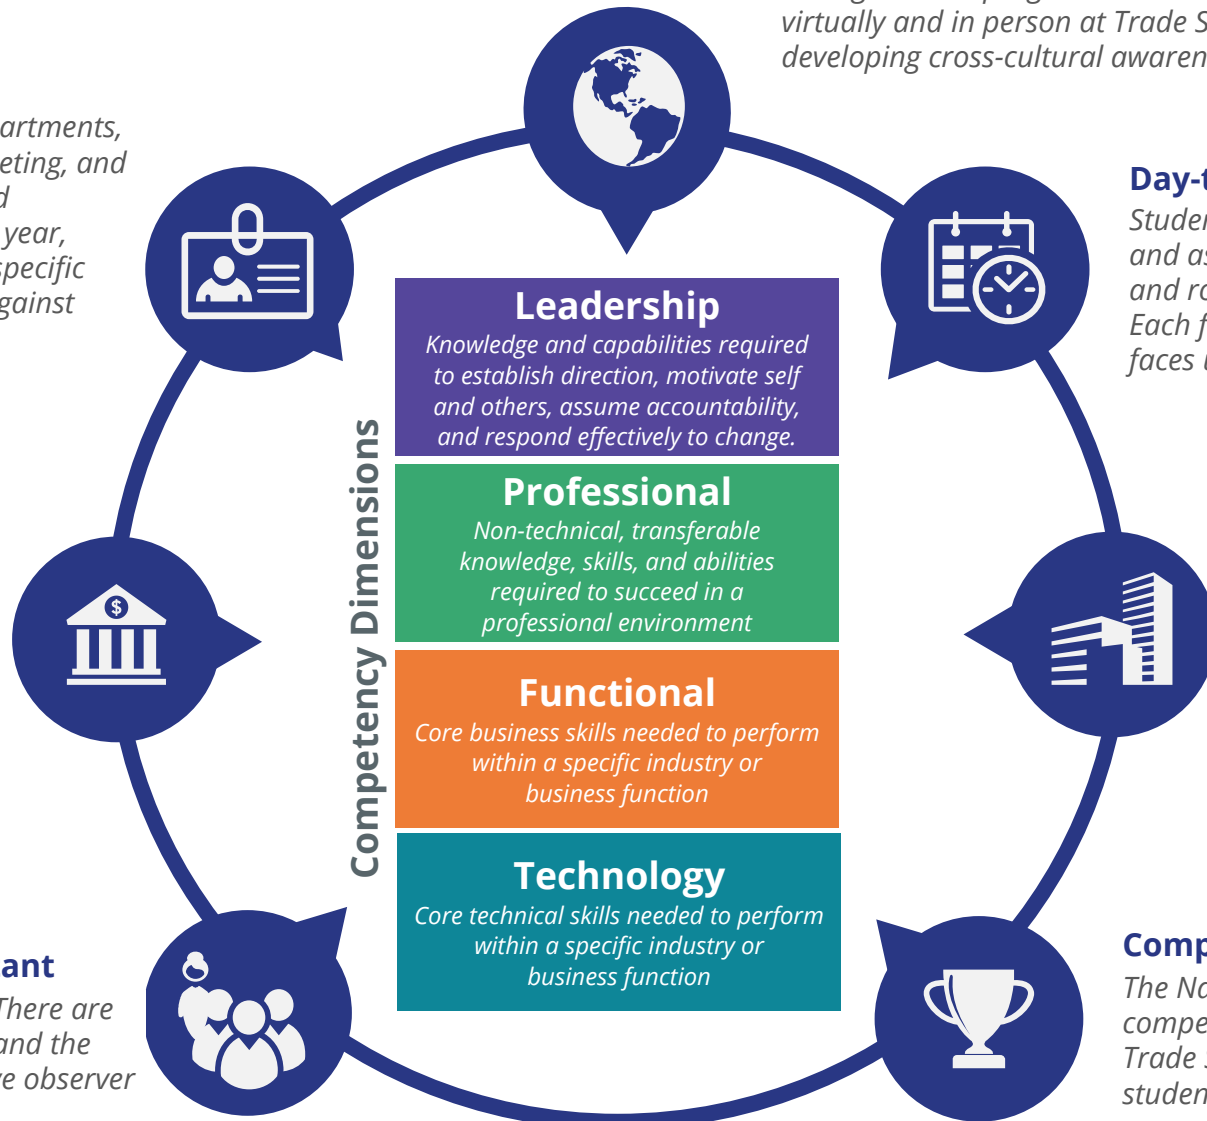 virtually and in person at Trade S
developing cross-cultural awaren
artments,
eting, and
year,
specific
gainst
Day-t
Studen
and as
and ro
Each f
faces
Competency Dimensions
Leadership
Knowledge and capabilities required
to establish direction, motivate self
and others, assume accountability,
and respond effectively to change.
Professional
Non-technical, transferable
knowledge, skills, and abilities
required to succeed in a
professional environment
Functional
Core business skills needed to perform
within a specific industry or
business function
Technology
Core technical skills needed to perform
within a specific industry or
business function
$
ant
There are
and the
ve observer
Comp
The Na
compe
Trade s
studen